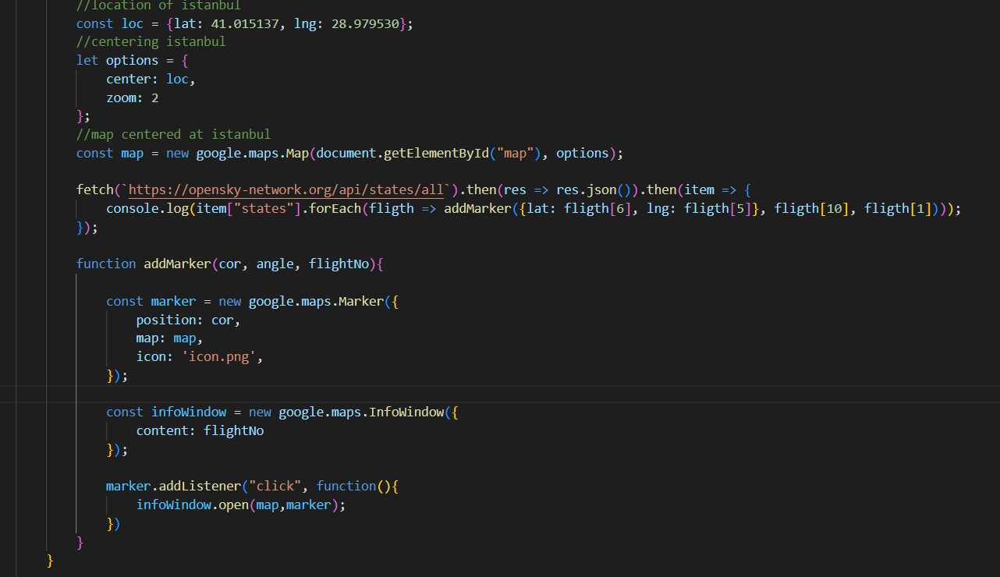 //location of istanbul
const loc = {lat: 41.015137, lng: 28.979530};
//centering istanbul
let options = {
center: loc,
zoom: 2
};
//map centered at istanbul
const map = new google.maps.Map(document.getElementById("map"), options);
fetch(`https://opensky-network.org/api/states/all`).then(res => res.json()).then(item => {
console.log(item["states"].forEach(fligth => addMarker({lat: fligth[6], lng: fligth[5]}, fligth[10], fligth[1])));
});
function addMarker(cor, angle, flightNo){
const marker = new google.maps.Marker({
position: cor,
map: map,
icon: 'icon.png',
});
const infoWindow = new google.maps.InfoWindow({
content: flightNo
});
marker.addListener("click", function(){
infoWindow.open(map,marker);
})
}
}